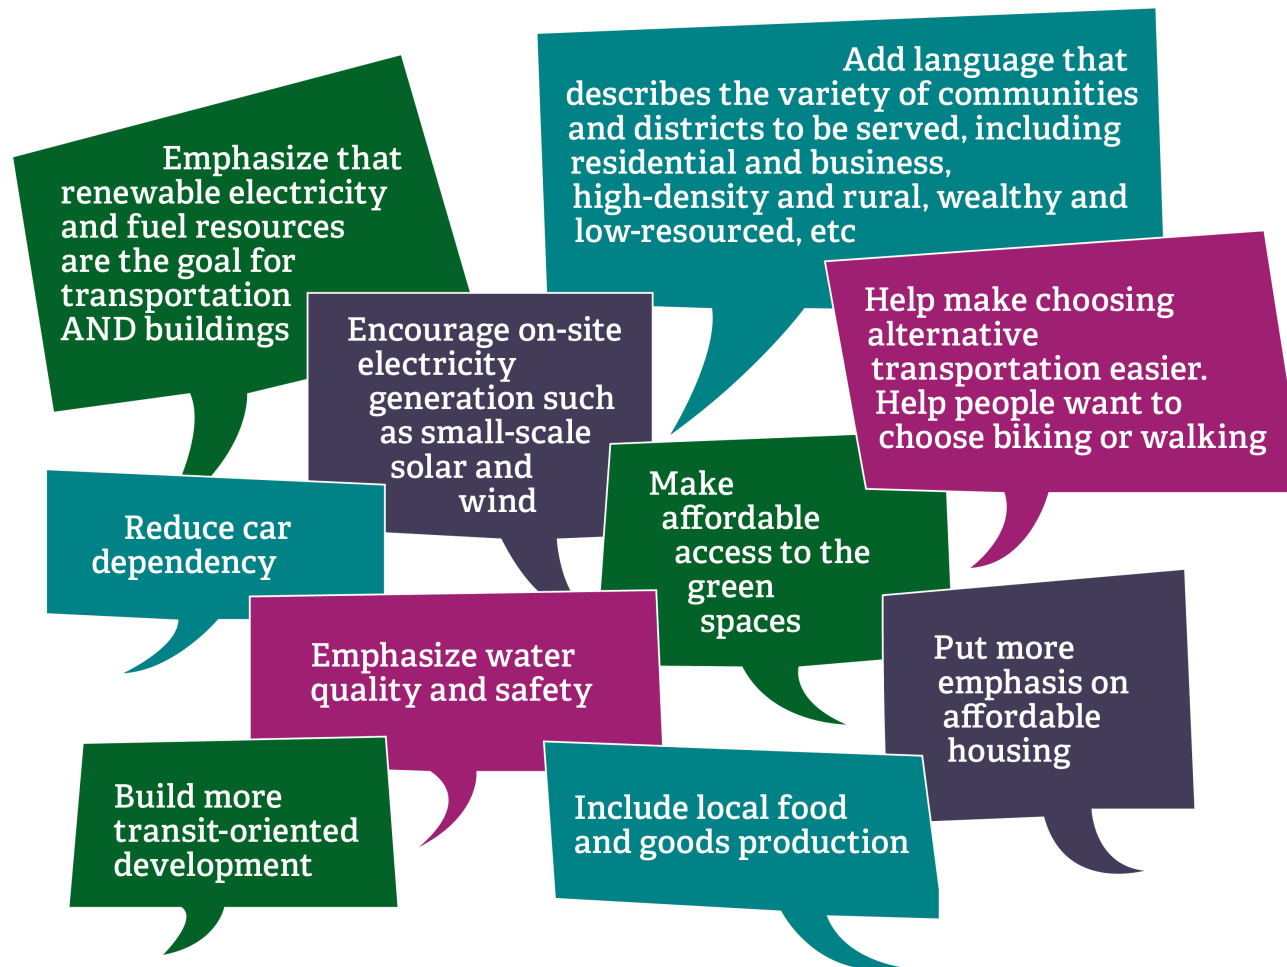 Emphasize that
renewable electricity
and fuel resources
are the goal for
transportation
AND buildings
Add language that
describes the variety of communities
and districts to be served, including
residential and business,
high-density and rural, wealthy and
low-resourced, etc
Encourage on-site
electricity
generation such
as small-scale
solar and
wind
Help make choosing
alternative
transportation easier.
Help people want to
choose biking or walking
Reduce car
dependency
Make
affordable
access to the
green
spaces
Emphasize water
quality and safety
Put more
emphasis on
affordable
housing
Build more
transit-oriented
development
Include local food
and goods production